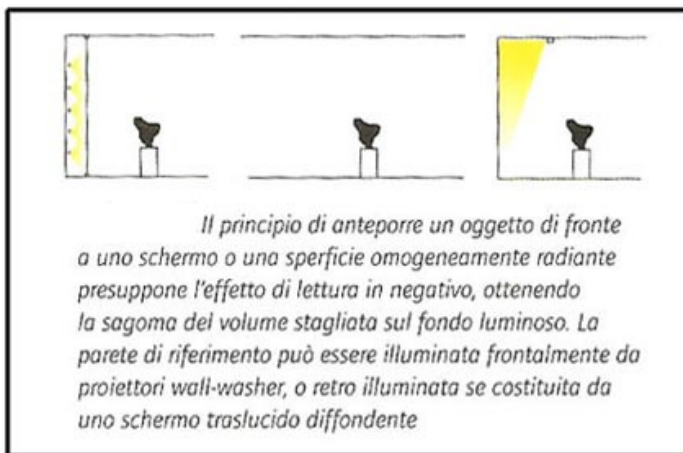 Il principio di anteporre un oggetto di fronte
a uno schermo o una sperficie omogeneamente radiante
presuppone l'effetto di lettura in negativo, ottenendo
la sagoma del volume stagliata sul fondo luminoso. La
parete di riferimento può essere illuminata frontalmente da
proiettori wall-washer, o retro illuminata se costituita da
uno schermo traslucido diffondente